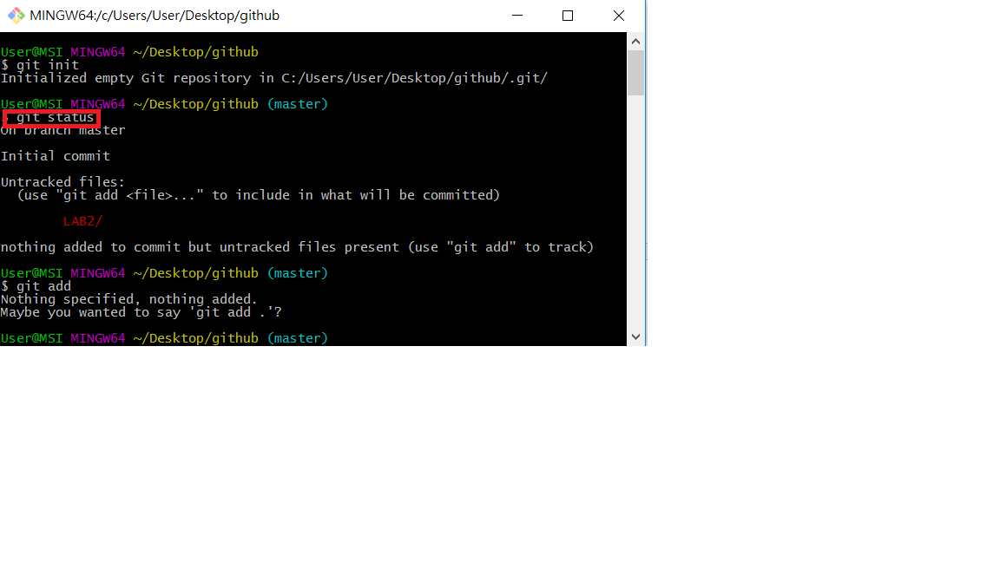 MINGW64:/c/Users/User/Desktop/github
User@MSI MINGW64 ~/Desktop/github
$ git init
Initialized empty Git repository in C:/Users/User/Desktop/github/.git/
User@MSI MINGW64 ~/Desktop/github (master)
$ git status
On branch master
Initial commit
Untracked files:
  (use "git add <file>..." to include in what will be committed)
        LAB2/
nothing added to commit but untracked files present (use "git add" to track)
User@MSI MINGW64 ~/Desktop/github (master)
$ git add
Nothing specified, nothing added.
Maybe you wanted to say 'git add .'?
User@MSI MINGW64 ~/Desktop/github (master)